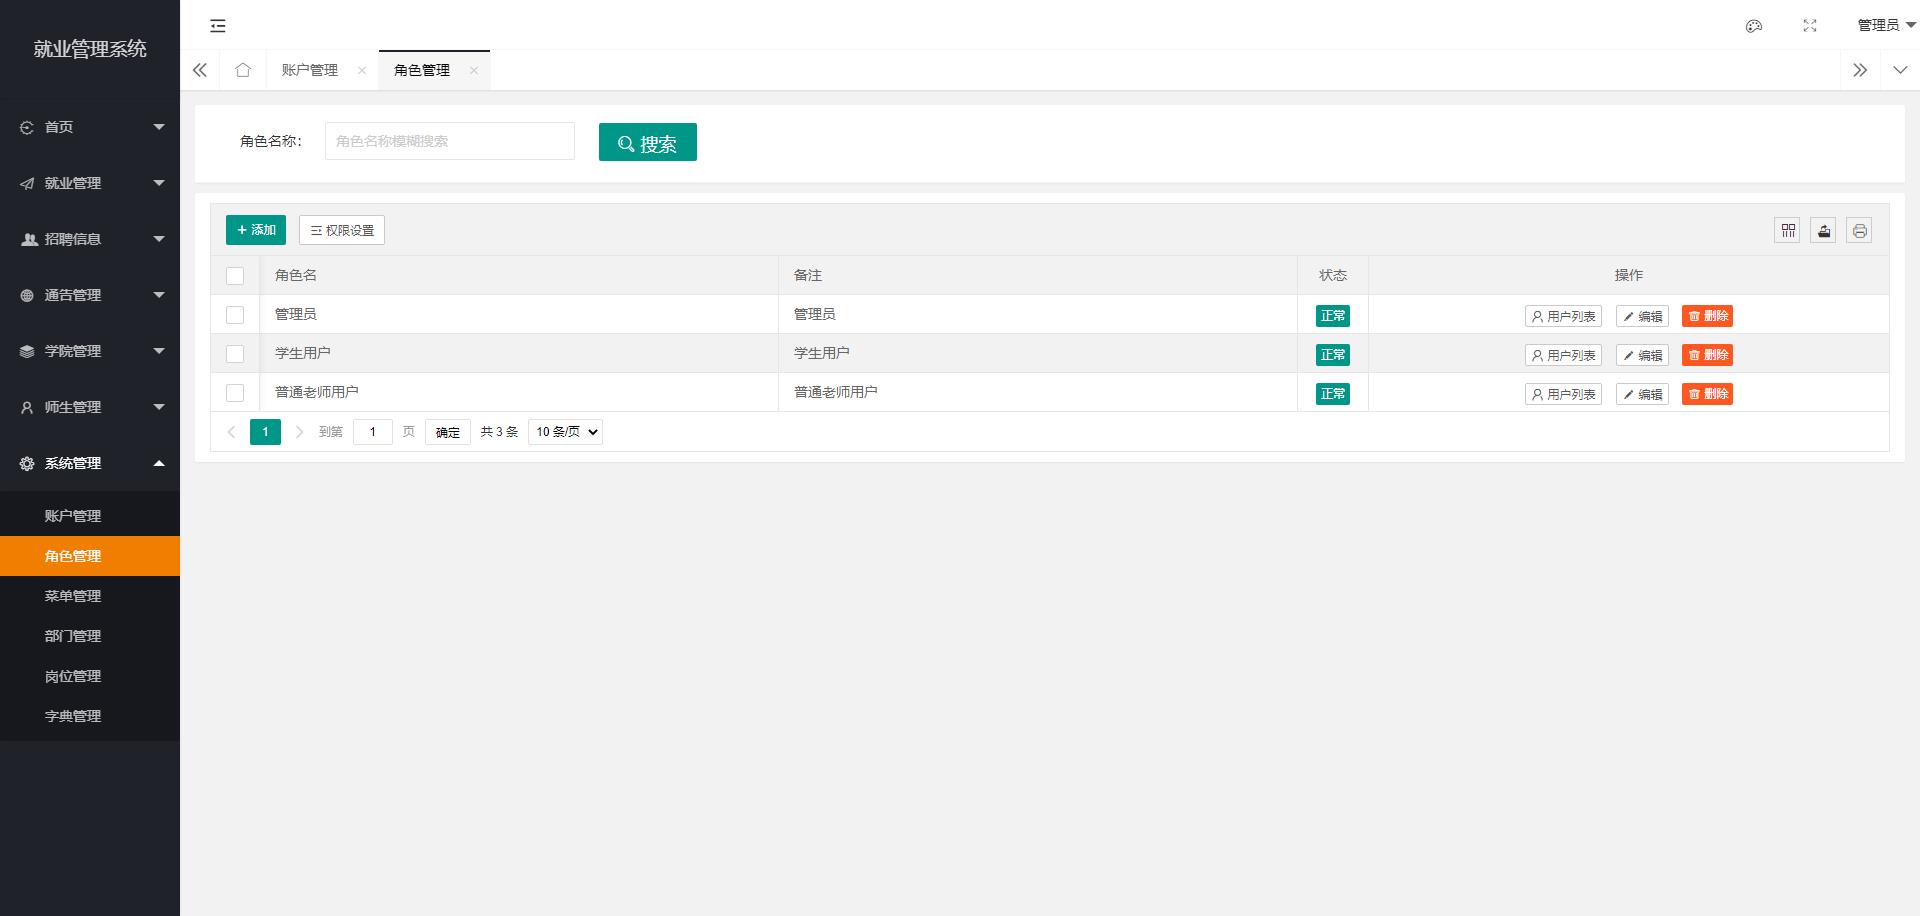 就业管理系统
管理员
账户管理
角色管理
首页
就业管理
招聘信息
通告管理
学院管理
师生管理
系统管理
账户管理
角色管理
菜单管理
部门管理
岗位管理
字典管理
角色名称: 角色名称模糊搜索 搜索
添加 权限设置
角色名 备注 状态 操作
管理员 管理员 正常 用户列表 编辑 删除
学生用户 学生用户 正常 用户列表 编辑 删除
普通老师用户 普通老师用户 正常 用户列表 编辑 删除
1 到第 1 页 确定 共 3 条 10 条/页